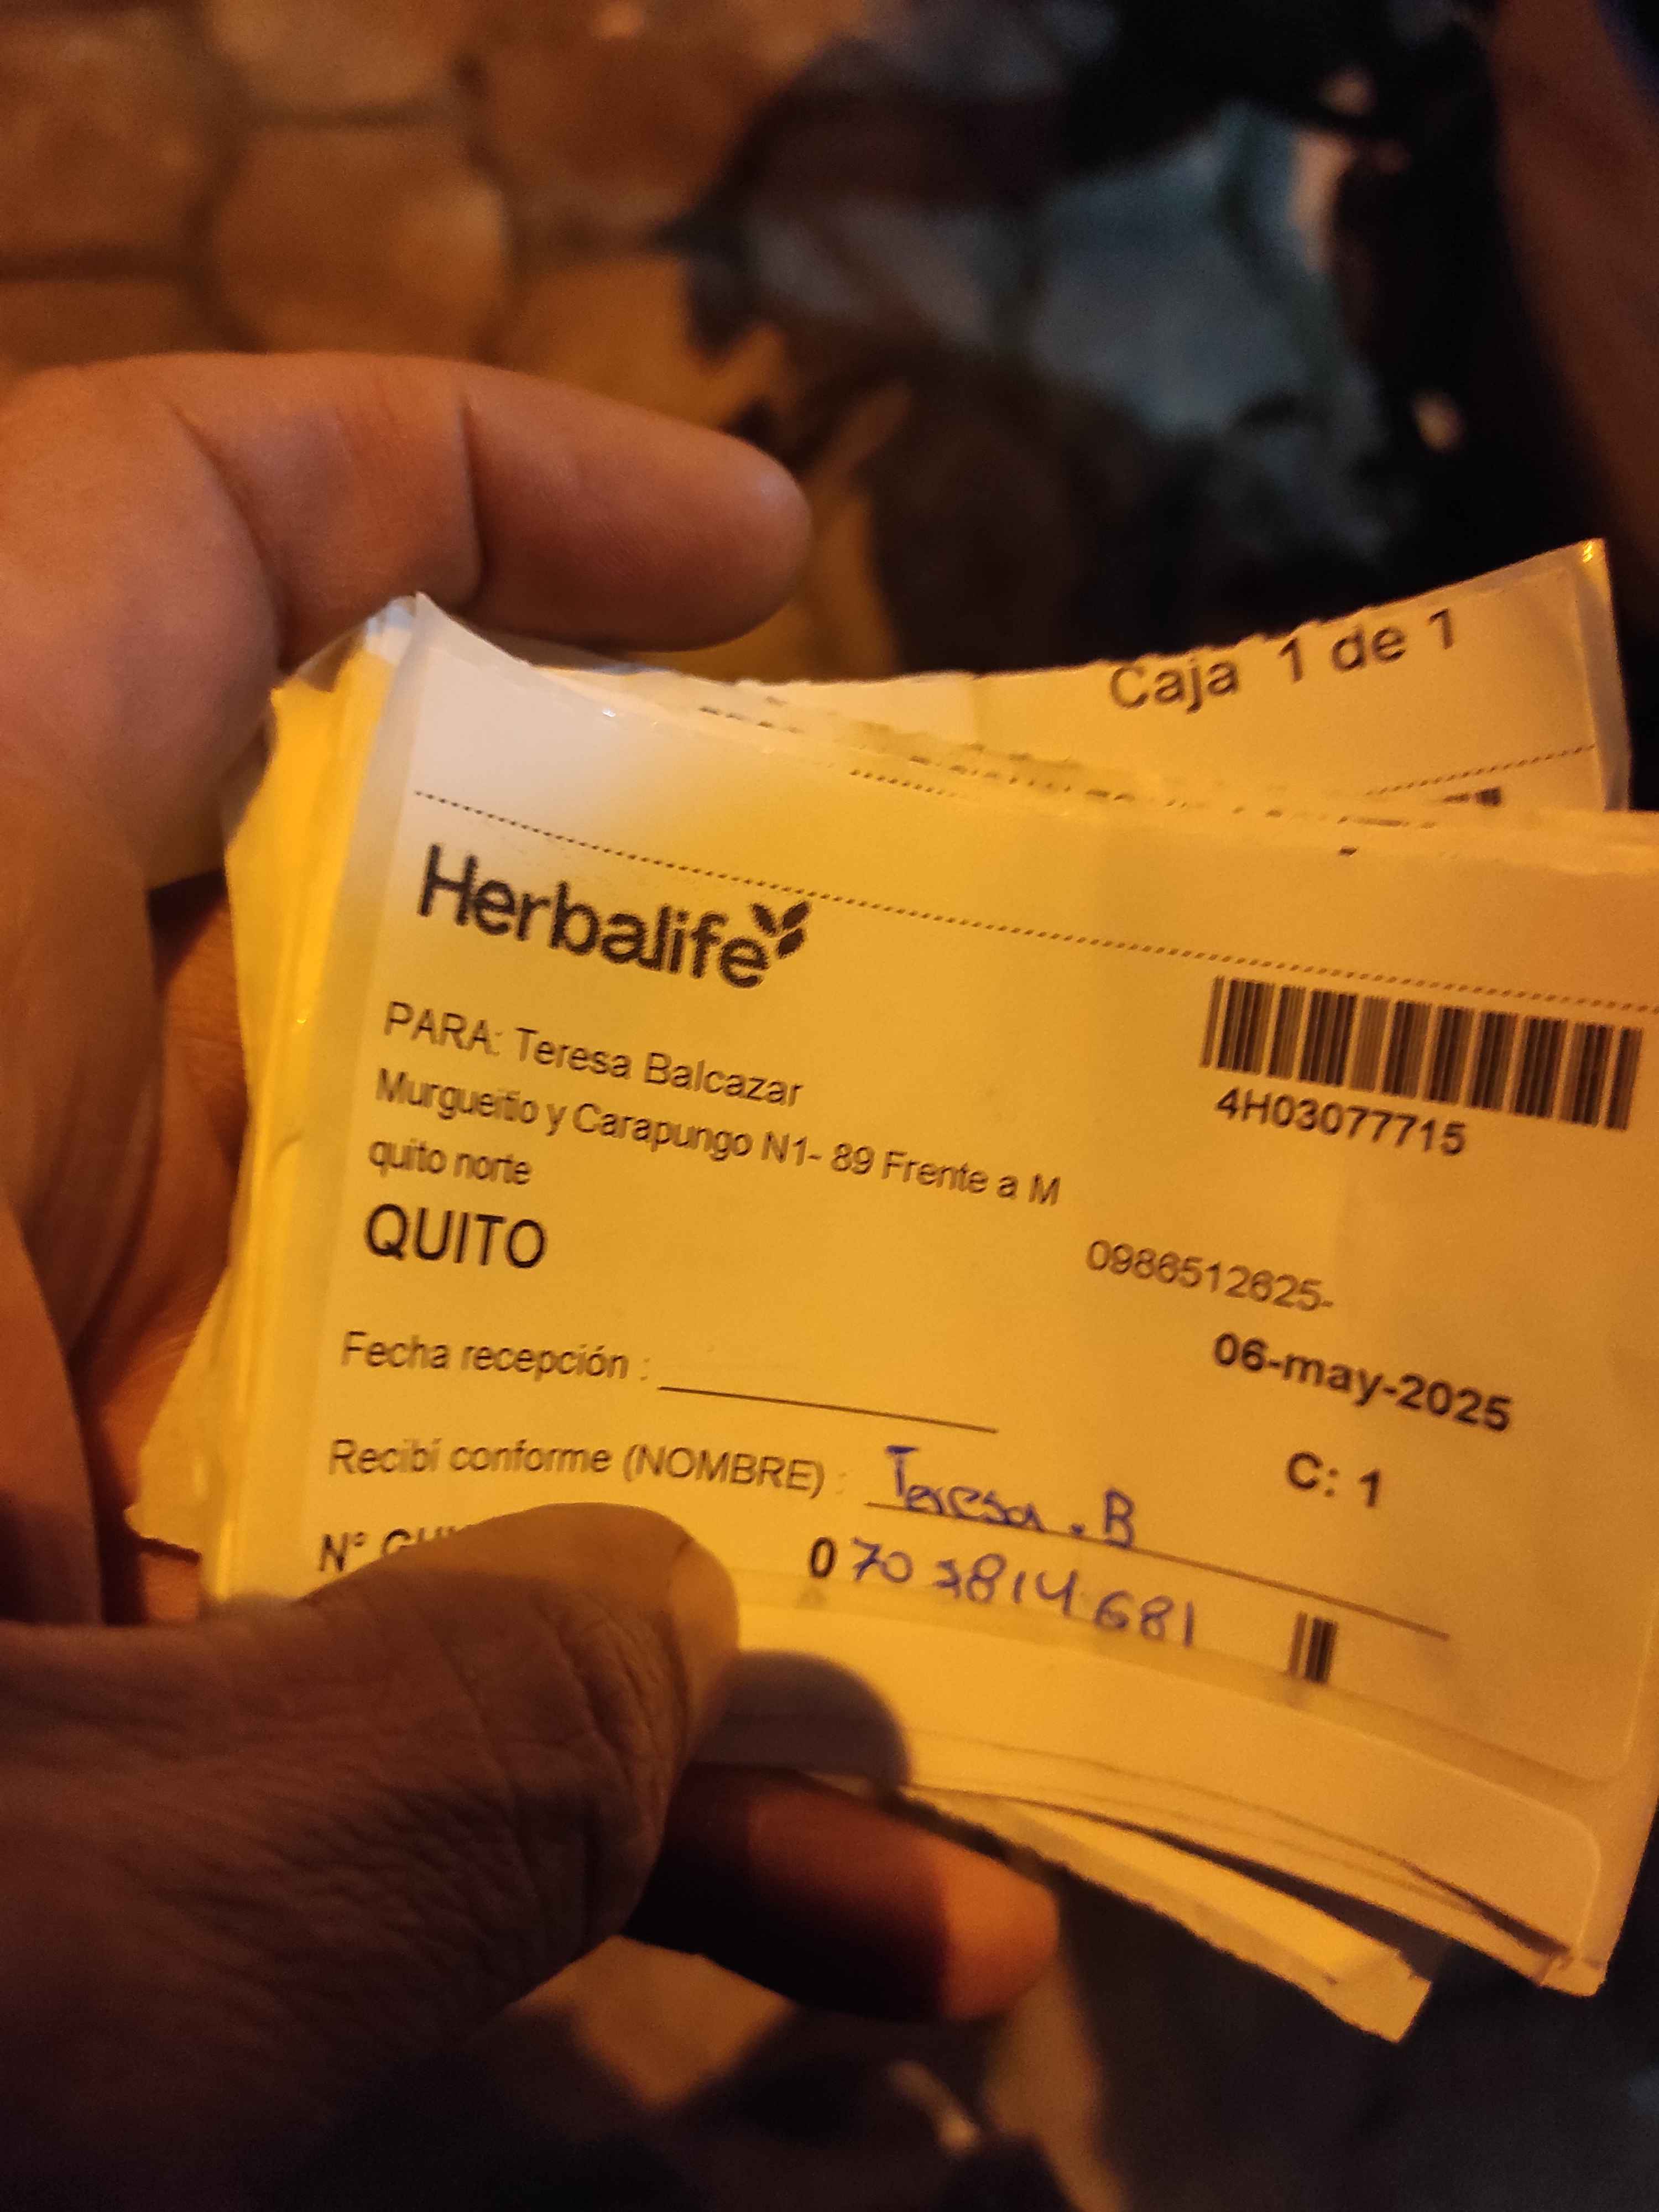 Caja 1 de 1
Herbalife
PARA: Teresa Balcazar
4H03077715
Murgueitio y Carapungo N1- 89 Frente a M
quito norte
QUITO
0986512625-
06-may-2025
Fecha recepción :
C: 1
Recibí conforme (NOMBRE) : Teresa . B
N°